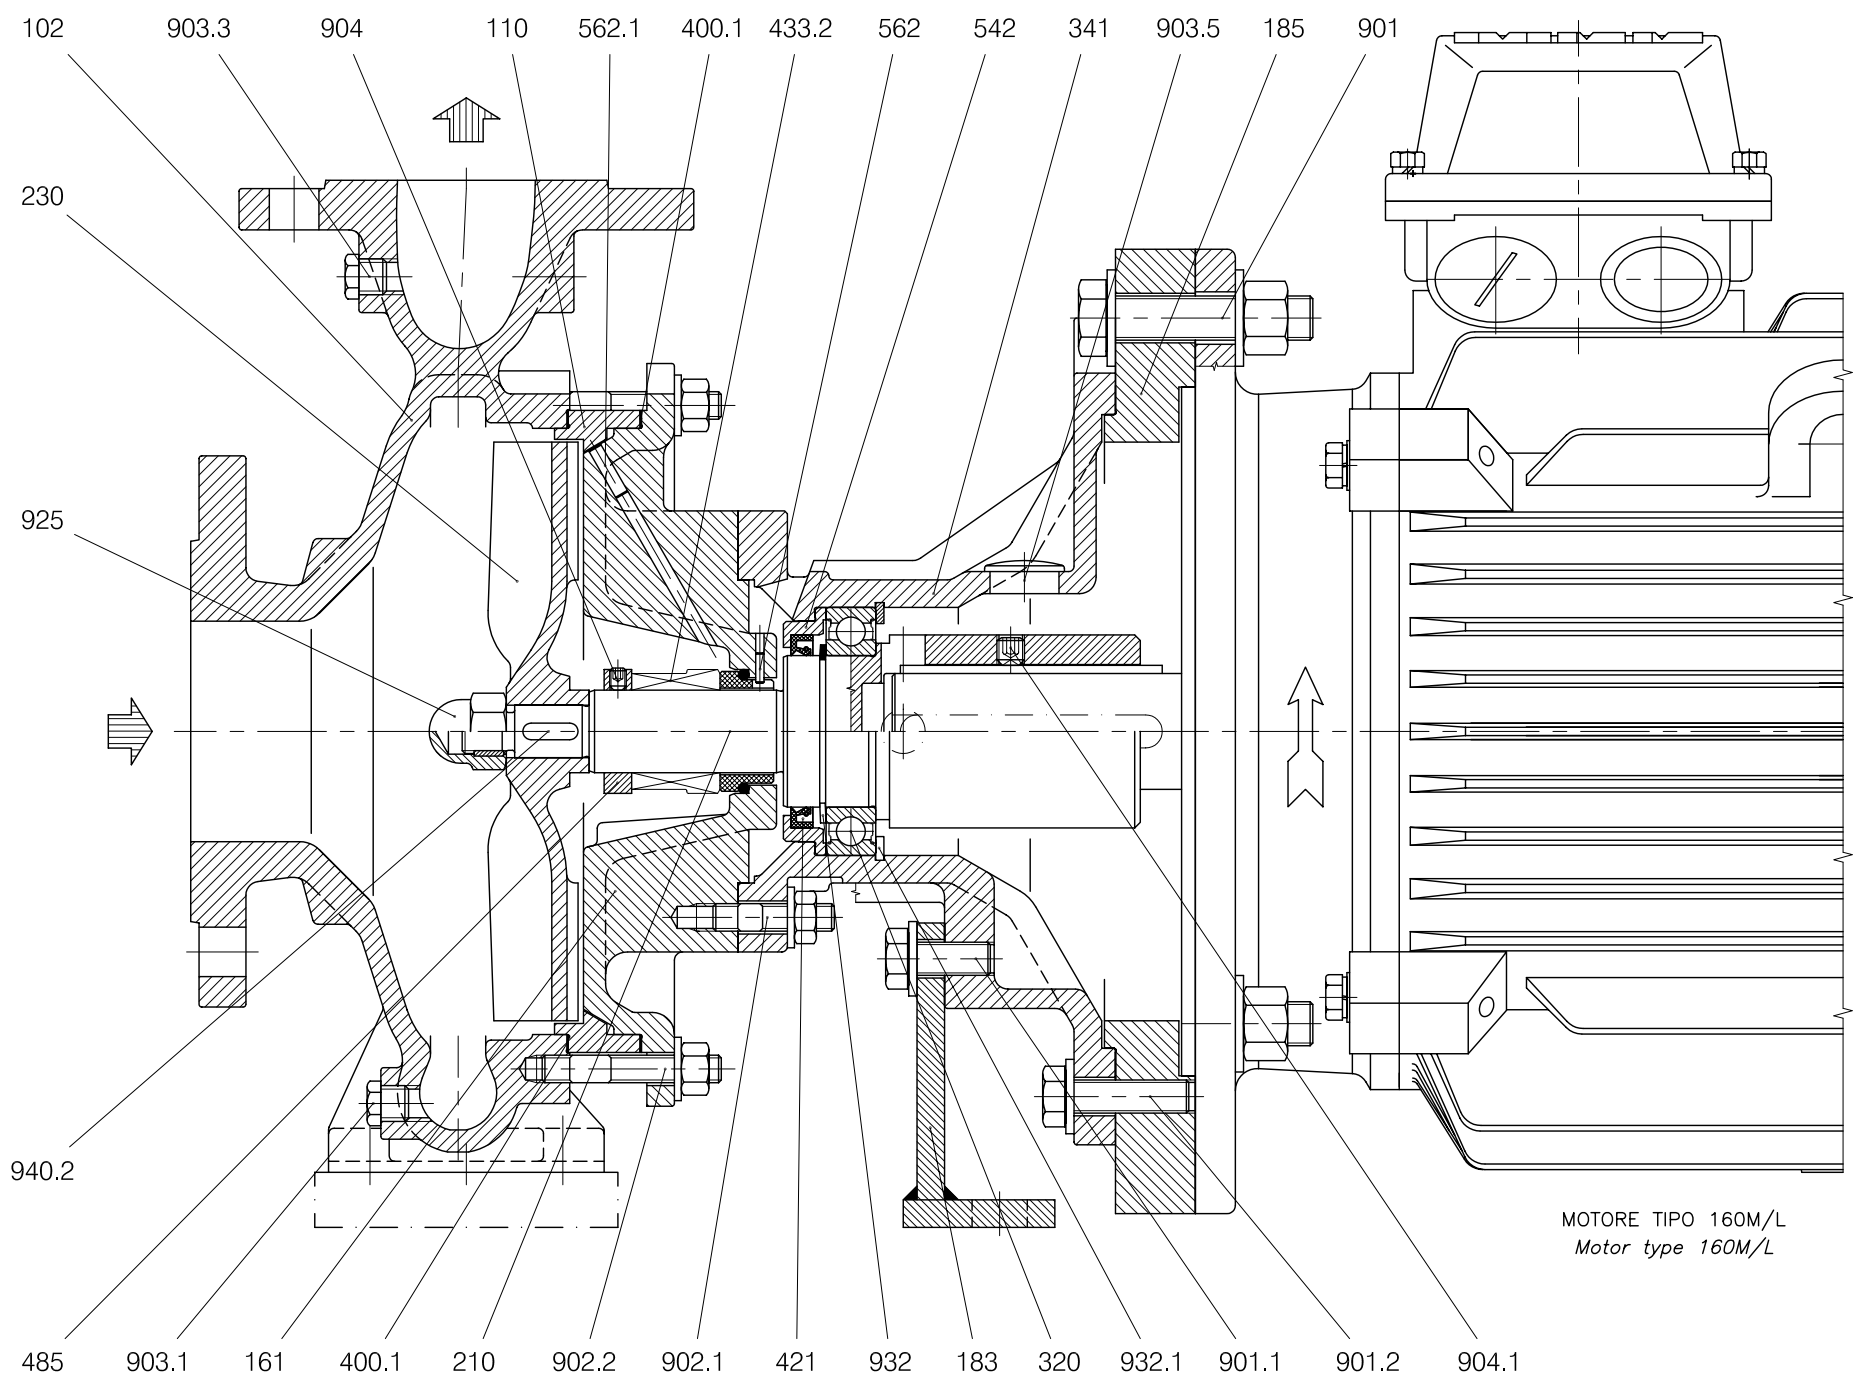 102 903.3 904 110 562.1 400.1 433.2 562 542 341 903.5 185 901
230
925
940.2
MOTORE TIPO 160M/L
Motor type 160M/L
485 903.1 161 400.1 210 902.2 902.1 421 932 183 320 932.1 901.1 901.2 904.1